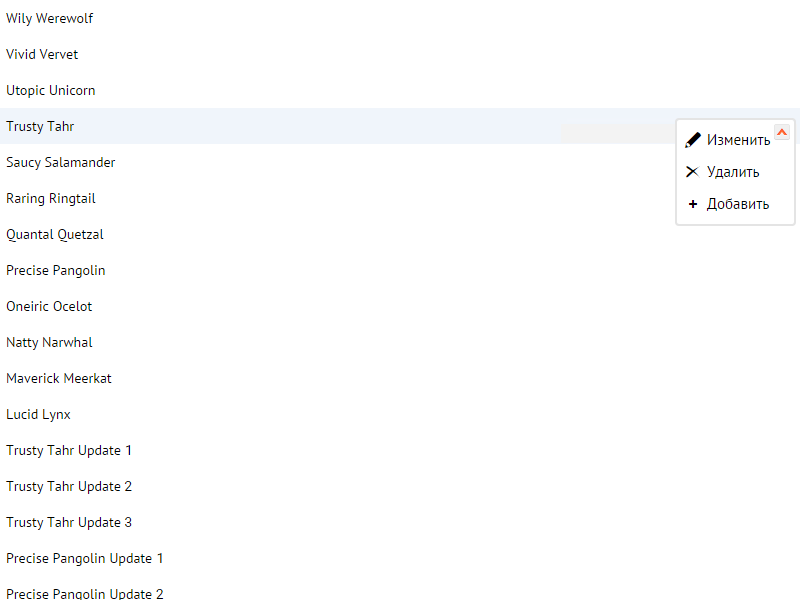 Wily Werewolf
Vivid Vervet
Utopic Unicorn
Trusty Tahr
Изменить
Saucy Salamander
Удалить
Raring Ringtail
Добавить
Quantal Quetzal
Precise Pangolin
Oneiric Ocelot
Natty Narwhal
Maverick Meerkat
Lucid Lynx
Trusty Tahr Update 1
Trusty Tahr Update 2
Trusty Tahr Update 3
Precise Pangolin Update 1
Precise Pangolin Update 2